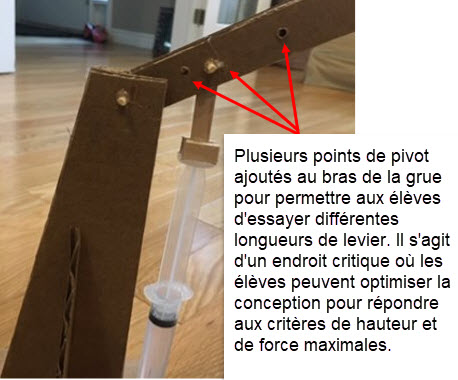 Plusieurs points de pivot
ajoutés au bras de la grue
pour permettre aux élèves
d'essayer différentes
longueurs de levier. Il s'agit
d'un endroit critique où les
élèves peuvent optimiser la
conception pour répondre
aux critères de hauteur et
de force maximales.